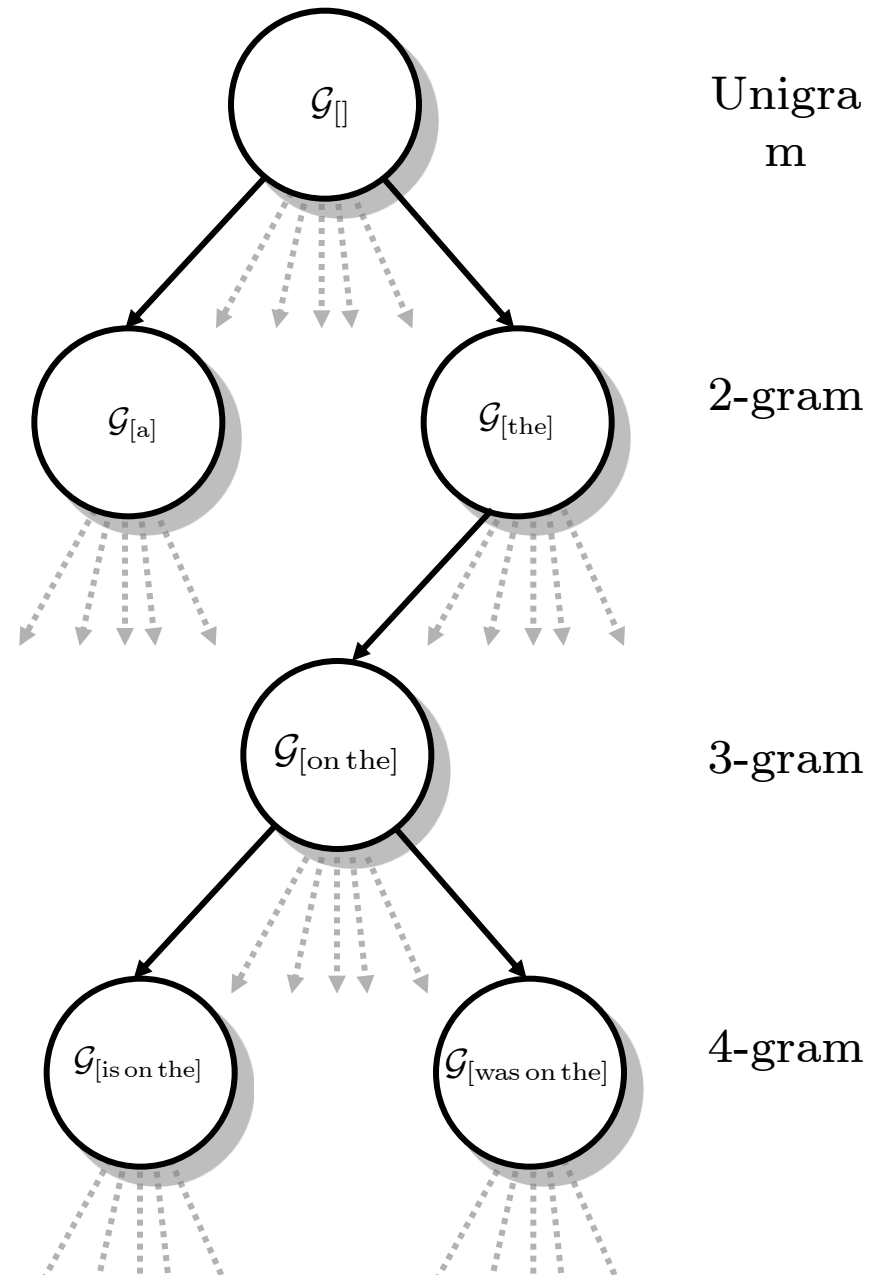 𝒢[]
Unigra
m
𝒢[a]
𝒢[the]
2-gram
𝒢[on the]
3-gram
𝒢[is on the]
𝒢[was on the]
4-gram